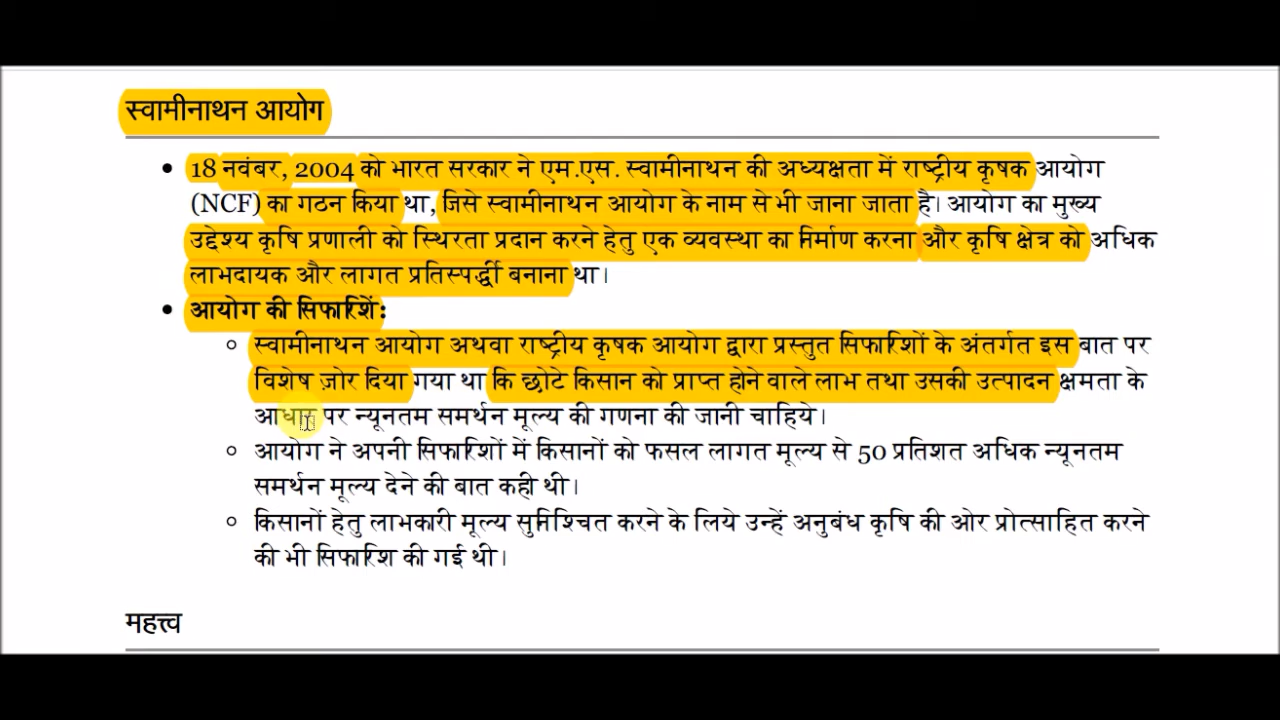 स्वामीनाथन आयोग
• 18 नवंबर, 2004 को भारत सरकार ने एम.एस. स्वामीनाथन की अध्यक्षता में राष्ट्रीय कृषक आयोग
(NCF) का गठन किया था, जिसे स्वामीनाथन आयोग के नाम से भी जाना जाता है। आयोग का मुख्य
उद्देश्य कृषि प्रणाली को स्थिरता प्रदान करने हेतु एक व्यवस्था का निर्माण करना और कृषि क्षेत्र को अधिक
लाभदायक और लागत प्रतिस्पर्द्धी बनाना था।
• आयोग की सिफारिशें:
○ स्वामीनाथन आयोग अथवा राष्ट्रीय कृषक आयोग द्वारा प्रस्तुत सिफारिशों के अंतर्गत इस बात पर
विशेष ज़ोर दिया गया था कि छोटे किसान को प्राप्त होने वाले लाभ तथा उसकी उत्पादन क्षमता के
आधार पर न्यूनतम समर्थन मूल्य की गणना की जानी चाहिये।
○ आयोग ने अपनी सिफारिशों में किसानों को फसल लागत मूल्य से 50 प्रतिशत अधिक न्यूनतम
समर्थन मूल्य देने की बात कही थी।
○ किसानों हेतु लाभकारी मूल्य सुनिश्चित करने के लिये उन्हें अनुबंध कृषि की ओर प्रोत्साहित करने
की भी सिफारिश की गई थी।
महत्त्व